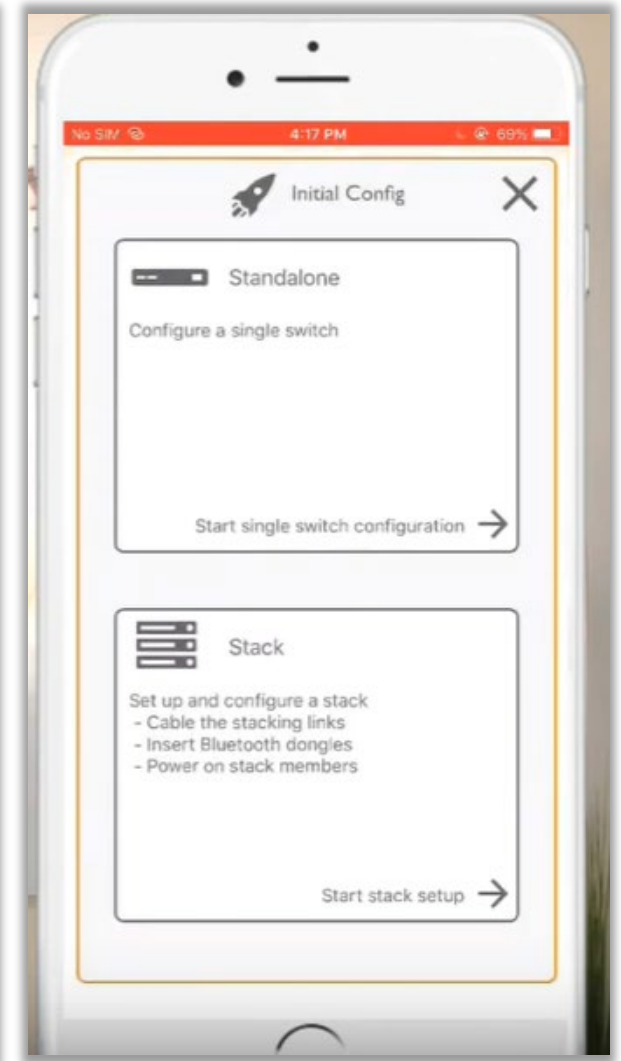 No SIM
4:17 PM
69%
Initial Config
Standalone
Configure a single switch
Start single switch configuration
Stack
Set up and configure a stack
- Cable the stacking links
- Insert Bluetooth dongles
- Power on stack members
Start stack setup